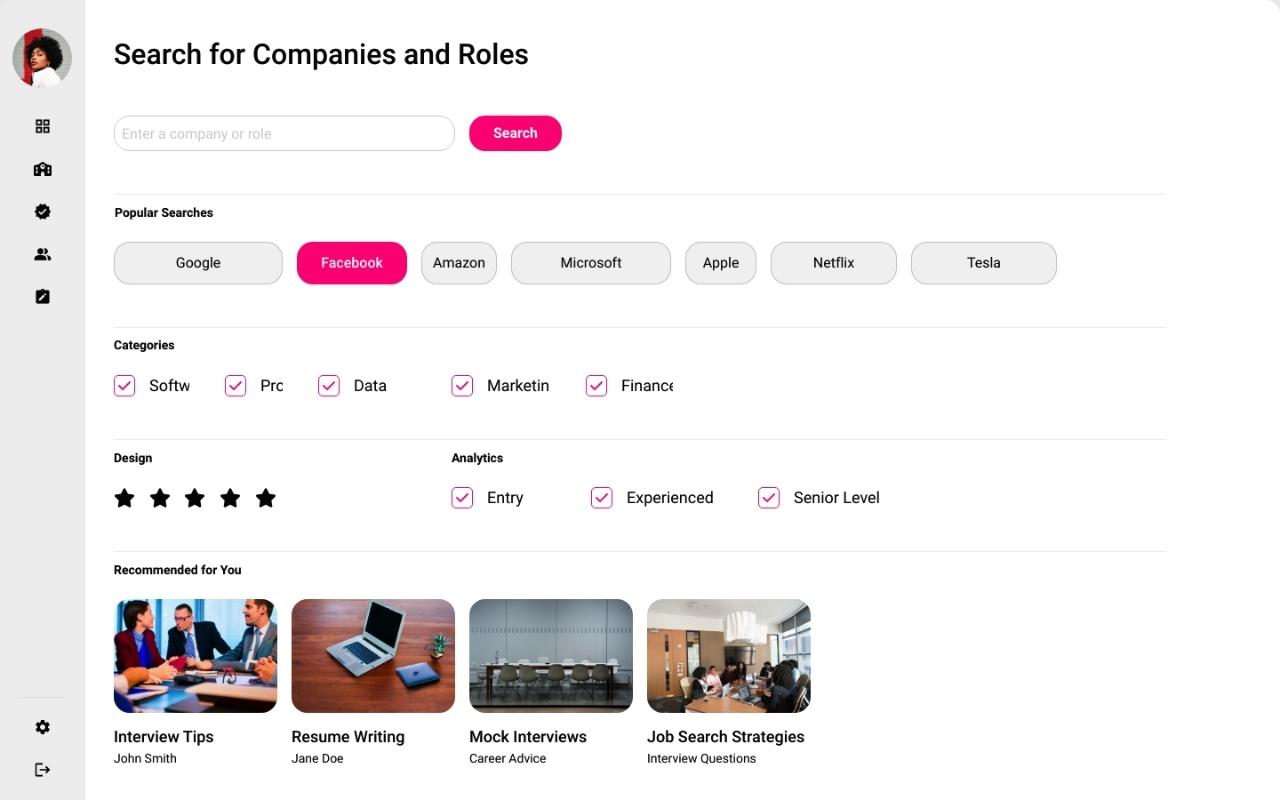 Search for Companies and Roles
Enter a company or role
Search
Popular Searches
Google
Facebook
Amazon
Microsoft
Apple
Netflix
Tesla
Categories
Softw
Pro
Data
Marketin
Finance
Design
Analytics
Entry
Experienced
Senior Level
Recommended for You
Interview Tips
John Smith
Resume Writing
Jane Doe
Mock Interviews
Career Advice
Job Search Strategies
Interview Questions